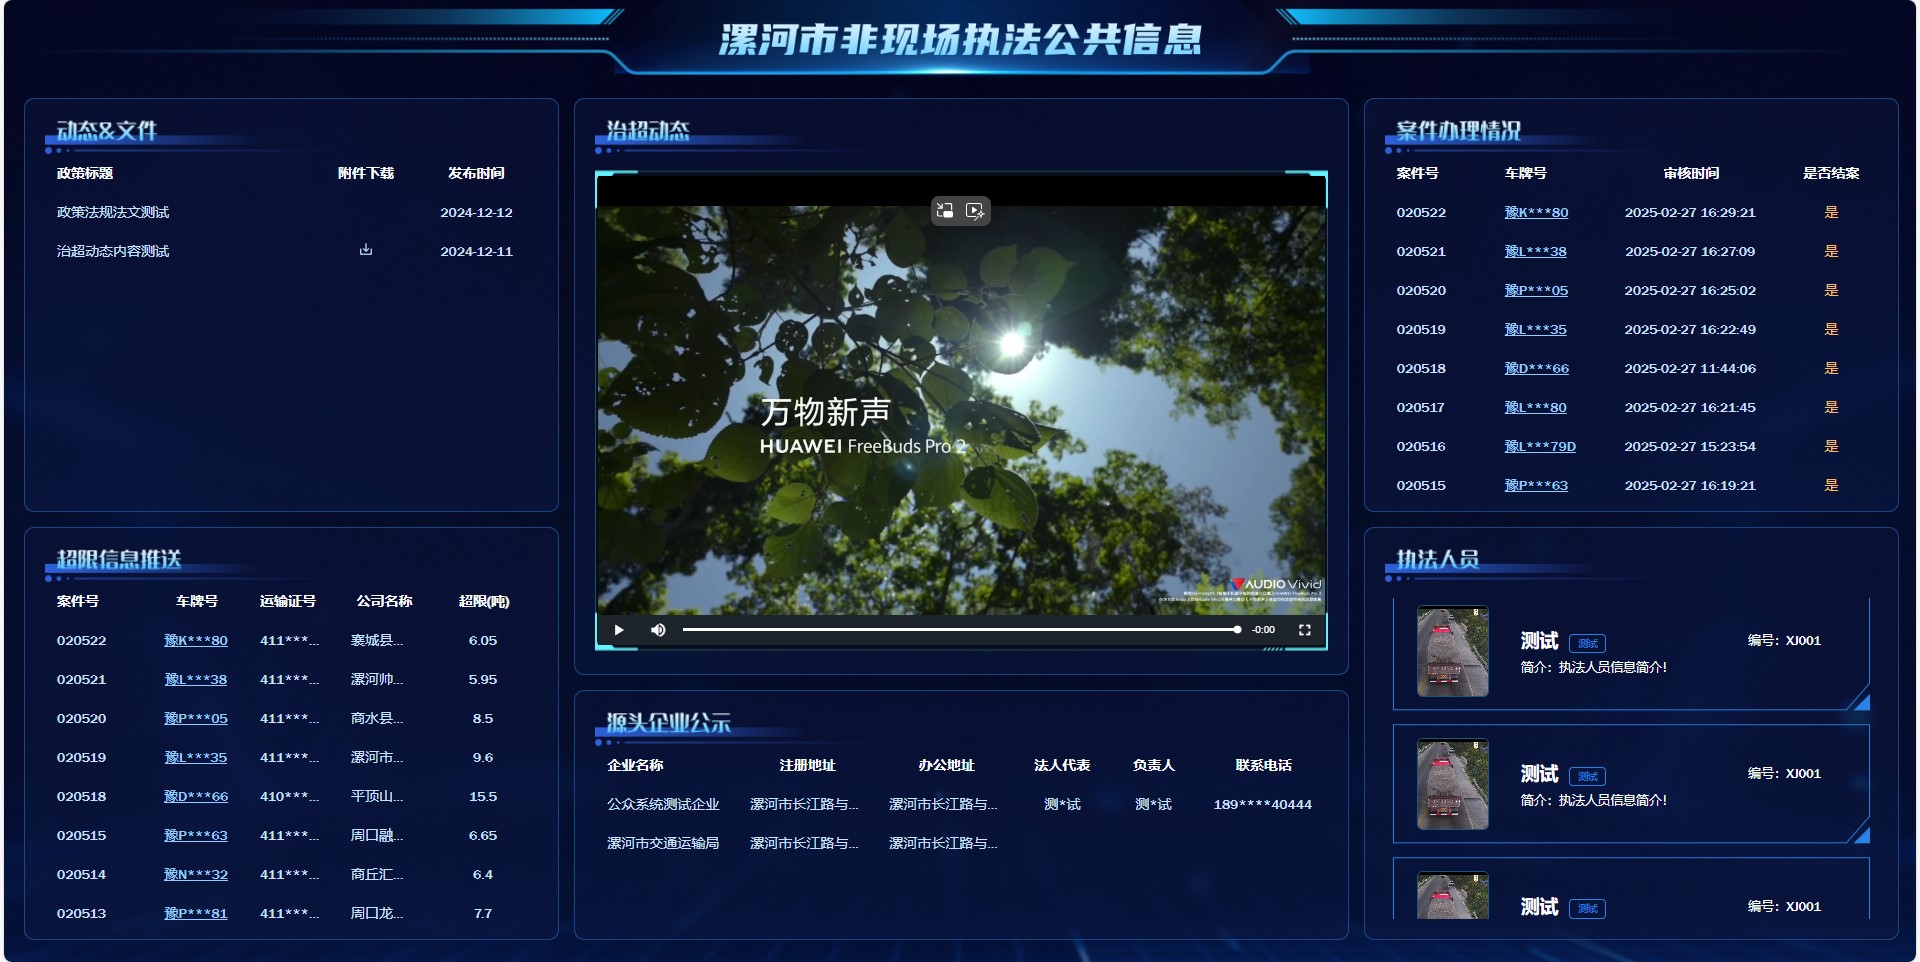 漯河市非现场执法公共信息
动态&文件
政策标题 附件下载 发布时间
政策法规法文测试 2024-12-12
治超动态内容测试 2024-12-11
超限信息推送
案件号 车牌号 运输证号 公司名称 超限(吨)
020522 豫K***80 411***... 襄城县... 6.05
020521 豫L***38 411***... 漯河帅... 5.95
020520 豫P***05 411***... 商水县... 8.5
020519 豫L***35 411***... 漯河市... 9.6
020518 豫D***66 410***... 平顶山... 15.5
020515 豫P***63 411***... 周口融... 6.65
020514 豫N***32 411***... 商丘汇... 6.4
020513 豫P***81 411***... 周口龙... 7.7
治超动态
万物新声
HUAWEI FreeBuds Pro 2
AUDIO Vivid
-0:00
源头企业公示
企业名称 注册地址 办公地址 法人代表 负责人 联系电话
公众系统测试企业 漯河市长江路与... 漯河市长江路与... 测*试 测*试 189****40444
漯河市交通运输局 漯河市长江路与... 漯河市长江路与...
案件办理情况
案件号 车牌号 审核时间 是否结案
020522 豫K***80 2025-02-27 16:29:21 是
020521 豫L***38 2025-02-27 16:27:09 是
020520 豫P***05 2025-02-27 16:25:02 是
020519 豫L***35 2025-02-27 16:22:49 是
020518 豫D***66 2025-02-27 11:44:06 是
020517 豫L***80 2025-02-27 16:21:45 是
020516 豫L***79D 2025-02-27 15:23:54 是
020515 豫P***63 2025-02-27 16:19:21 是
执法人员
测试 测试 编号：XJ001
简介：执法人员信息简介!
测试 测试 编号：XJ001
简介：执法人员信息简介!
测试 测试 编号：XJ001